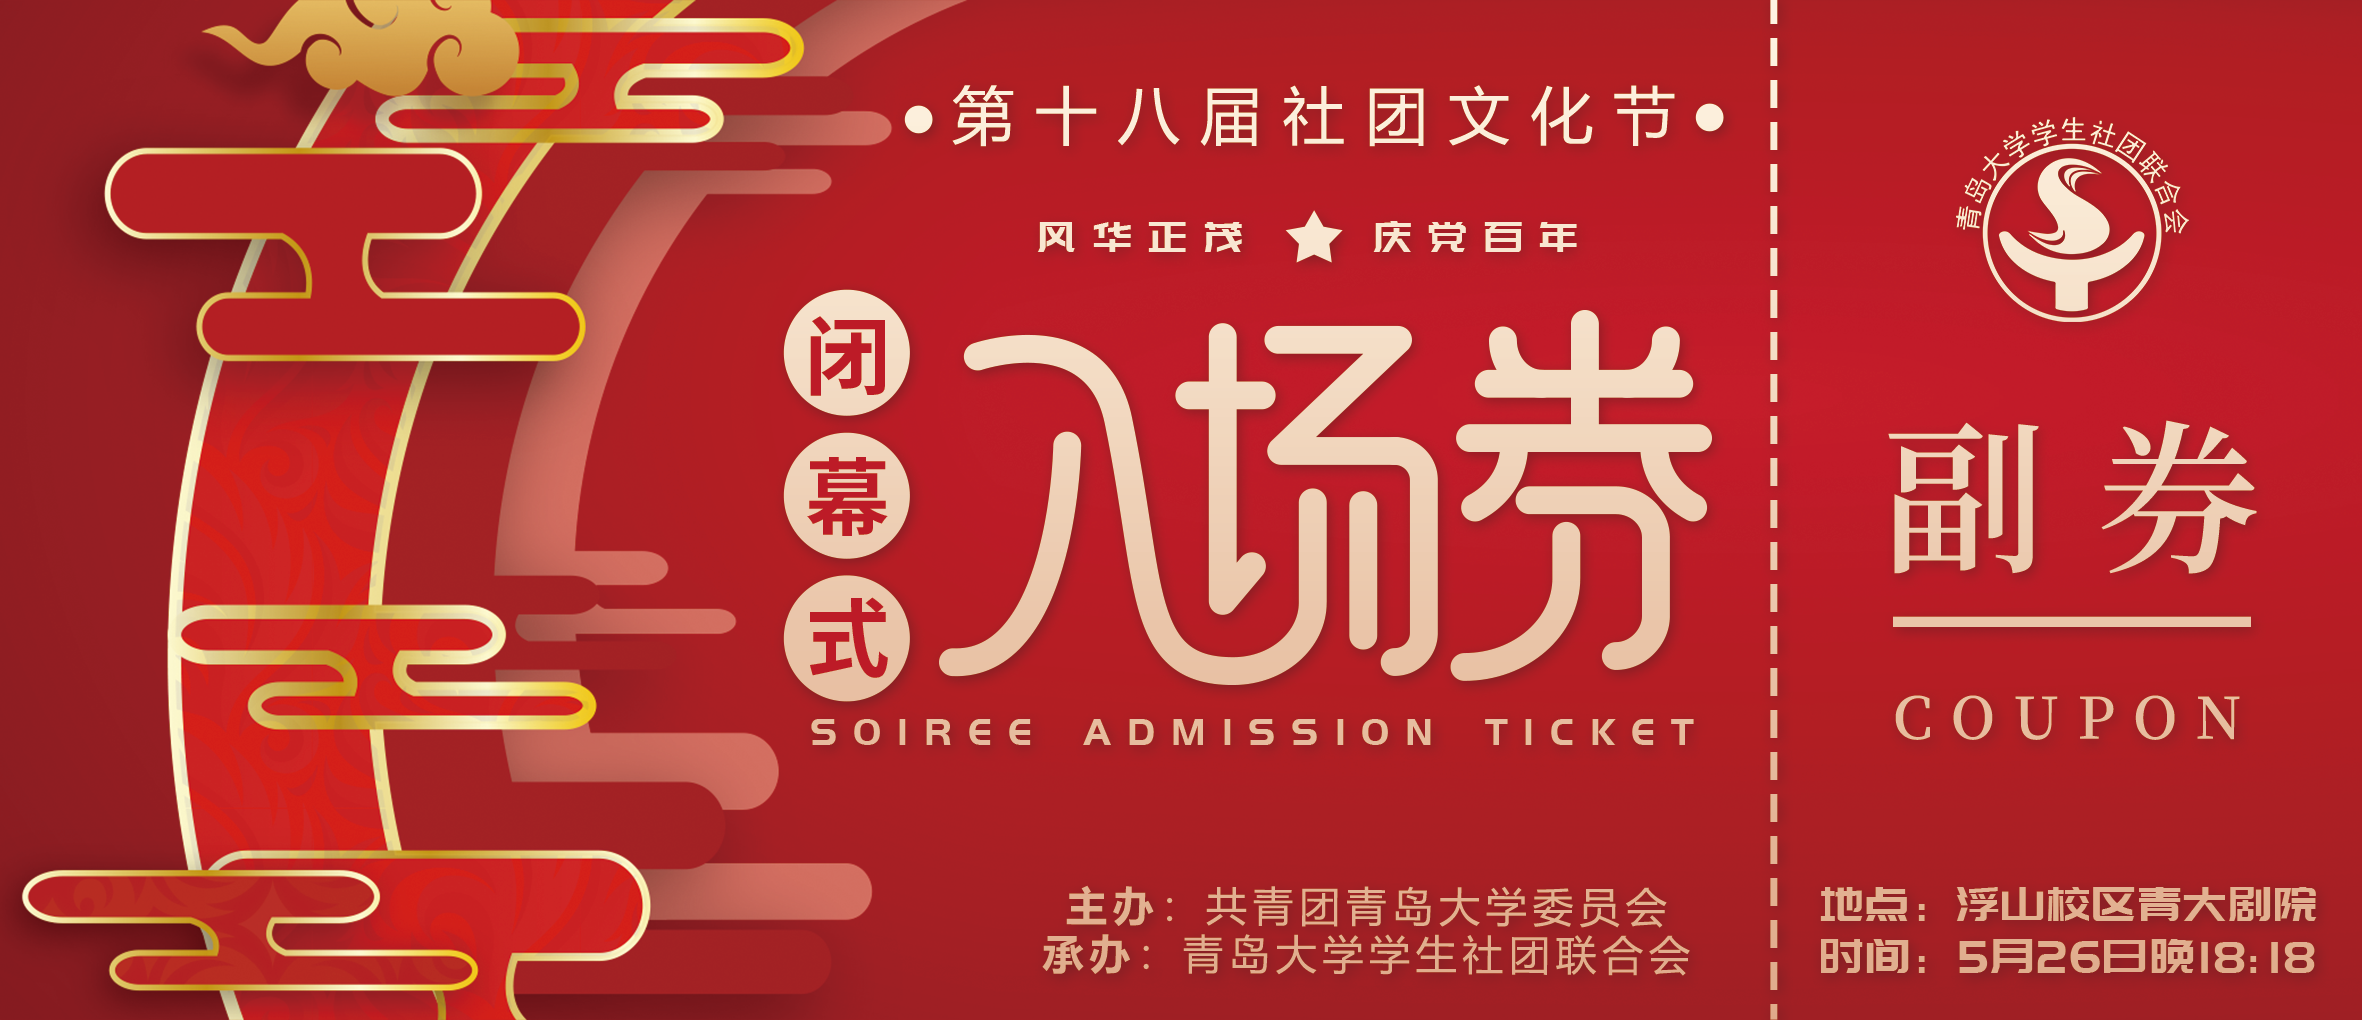 •第十八届社团文化节•
风华正茂★庆党百年
闭幕式
入场券
SOIREE ADMISSION TICKET
主办：共青团青岛大学委员会
承办：青岛大学学生社团联合会
青岛大学学生社团联合会
副券
COUPON
地点：浮山校区青大剧院
时间：5月26日晚18:18